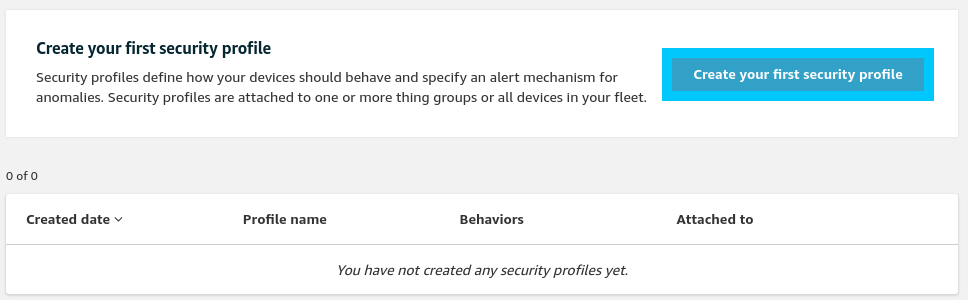 Create your first security profile
Security profiles define how your devices should behave and specify an alert mechanism for
anomalies. Security profiles are attached to one or more thing groups or all devices in your fleet.
Create your first security profile
0 of 0
Created date Profile name Behaviors Attached to
You have not created any security profiles yet.